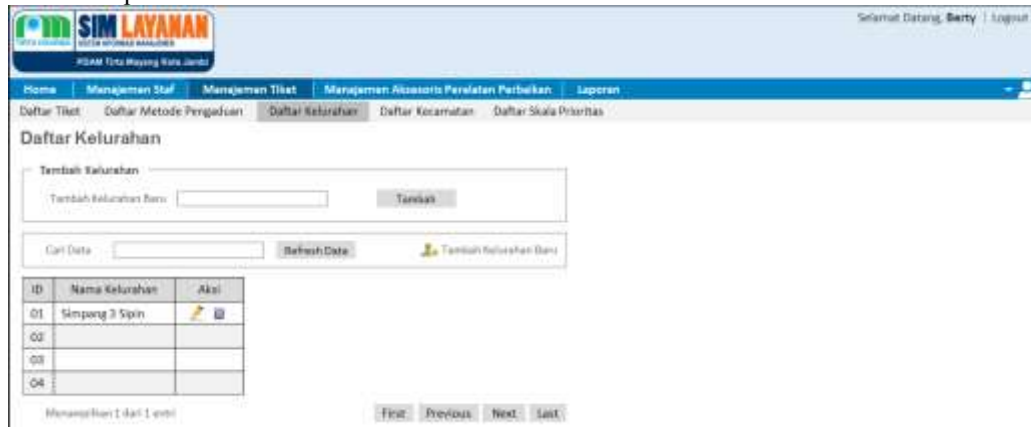 SIM LAYANAN
SISTEM INFORMASI MANAJEMEN
PDAM Tirta Mayang Kota Jambi
Selamat Datang, Berty | Logout
Home Manajemen Staf Manajemen Tiket Manajemen Aksesoris Peralatan Perbaikan Laporan
Daftar Tiket Daftar Metode Pengaduan Daftar Kelurahan Daftar Kecamatan Daftar Skala Prioritas
Daftar Kelurahan
Tambah Kelurahan
Tambah Kelurahan Baru Tambah
Cari Data Refresh Data Tambah Kelurahan Baru
ID Nama Kelurahan Aksi
01 Simpang 3 Sipin
02
03
04
Menampilkan 1 dari 1 entri First Previous Next Last